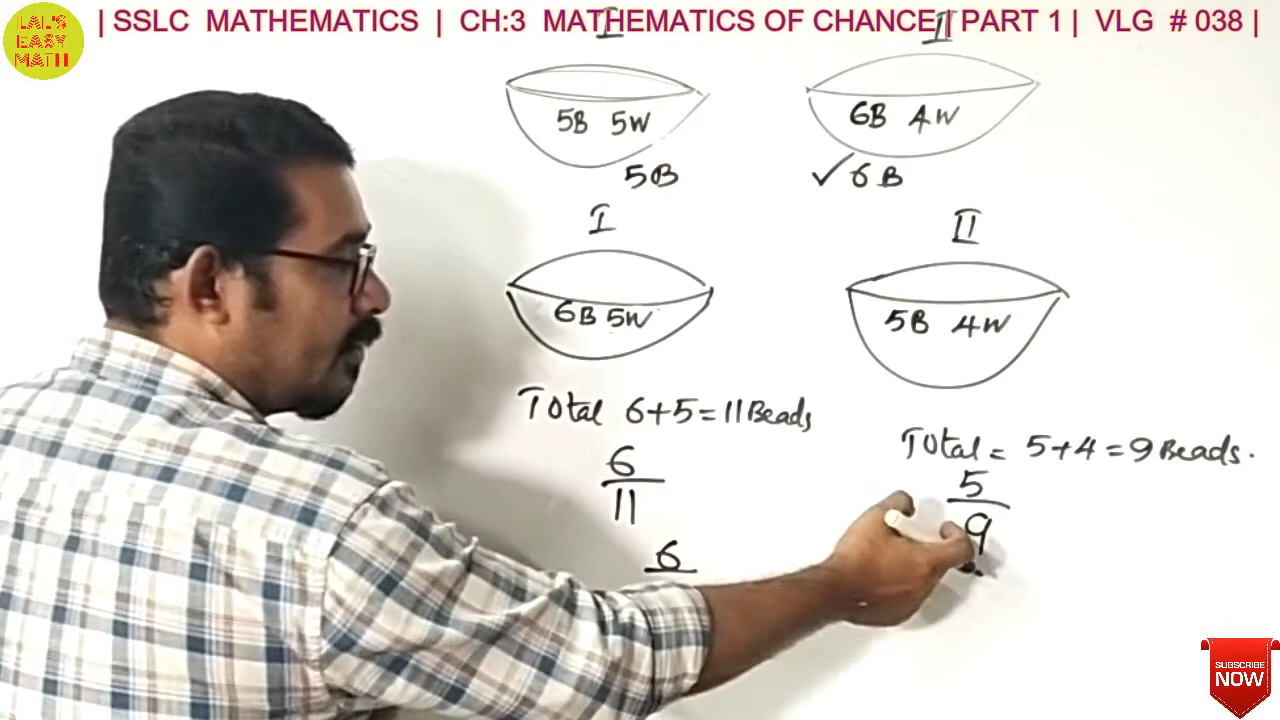 | SSLC MATHEMATICS | CH:3 MATHEMATICS OF CHANCE | PART 1 | VLG # 038 |
LAL'S
EASY
MATH
I II
5B 5W 6B 4W
5B ✓ 6B
I II
6B 5W 5B 4W
Total 6+5=11 Beads
Total = 5+4=9 Beads.
6/11 5/9
6
SUBSCRIBE
NOW